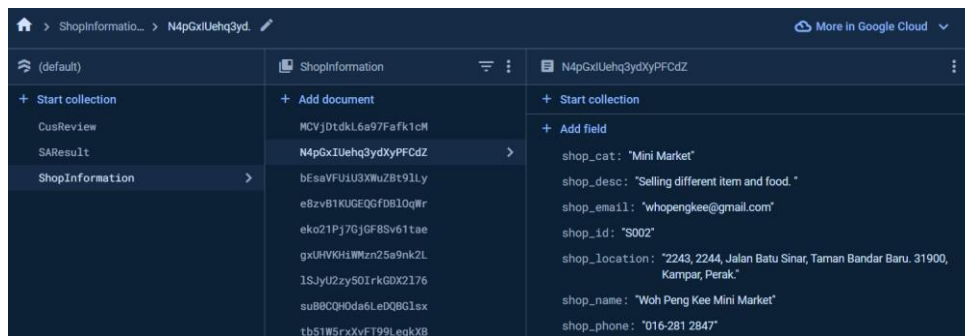 ShopInformatio... > N4pGxIUehq3yd.
More in Google Cloud
(default)
+ Start collection
CusReview
SAResult
ShopInformation
ShopInformation
+ Add document
MCVjDtdkL6a97Fafk1cM
N4pGxIUehq3ydXyPFCdZ
bEsaVFUiU3XWuZBt9lLy
e8zvB1KUGEQGfDBlOqWr
eko21Pj7GjGF8Sv61tae
gxUHVKHiWMzn25a9nk2L
1SJyU2zy5OIrkGDX2l76
suB0CQHOda6LeDQBGlsx
tb51W5rxXvFT99LegkXB
N4pGxIUehq3ydXyPFCdZ
+ Start collection
+ Add field
shop_cat: "Mini Market"
shop_desc: "Selling different item and food. "
shop_email: "whopengkee@gmail.com"
shop_id: "S002"
shop_location: "2243, 2244, Jalan Batu Sinar, Taman Bandar Baru. 31900,
Kampar, Perak."
shop_name: "Woh Peng Kee Mini Market"
shop_phone: "016-281 2847"